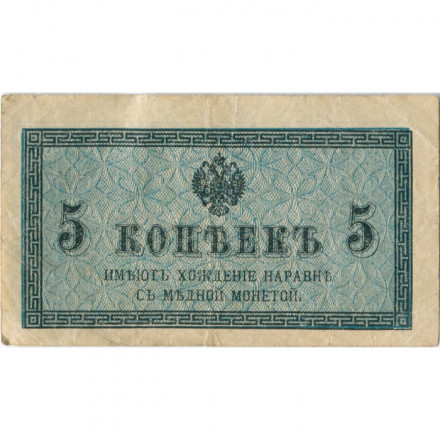 5 КОПѢЕКЪ 5
ИМѢЮТЪ ХОЖДЕНІЕ НАРАВНѢ
СЪ МѢДНОЙ МОНЕТОЙ.